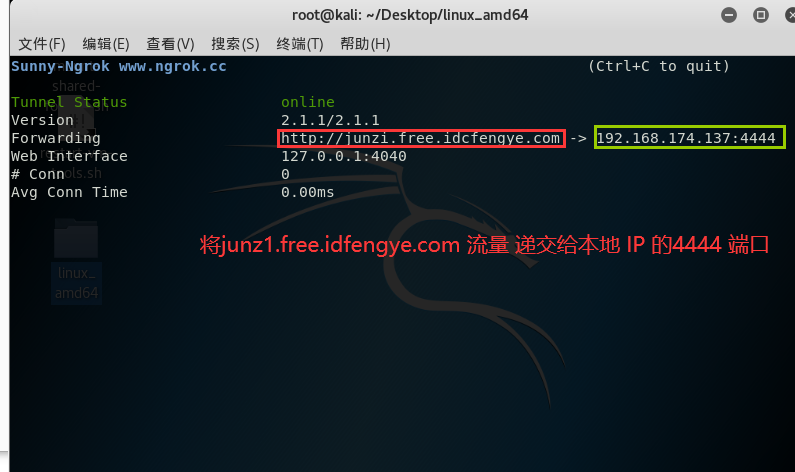 root@kali: ~/Desktop/linux_amd64
文件(F) 编辑(E) 查看(V) 搜索(S) 终端(T) 帮助(H)
Sunny-Ngrok www.ngrok.cc (Ctrl+C to quit)
shared-
Tunnel Status online
Version 2.1.1/2.1.1
Forwarding http://junzi.free.idcfengye.com -> 192.168.174.137:4444
Web Interface 127.0.0.1:4040
# Conn 0
ols.sh
Avg Conn Time 0.00ms
将junz1.free.idfengye.com 流量 递交给本地 IP 的4444 端口
linux_
amd64